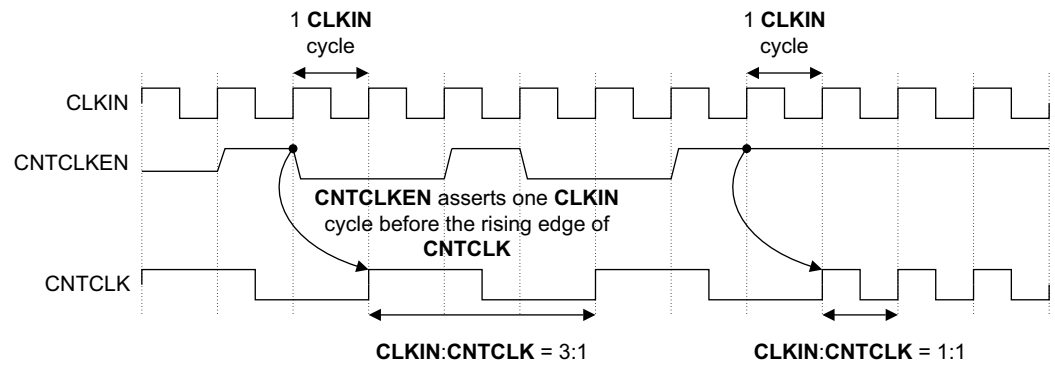 1 CLKIN
cycle
1 CLKIN
cycle
CLKIN
CNTCLKEN
CNTCLKEN asserts one CLKIN
cycle before the rising edge of
CNTCLK
CNTCLK
CLKIN:CNTCLK = 3:1
CLKIN:CNTCLK = 1:1